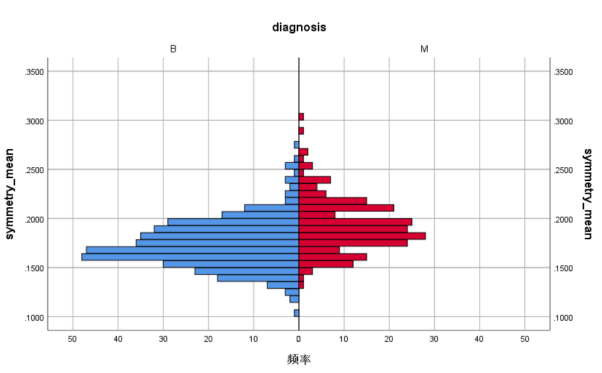 diagnosis
B M
.3500 .3500
.3000 .3000
.2500 .2500
.2000 .2000
.1500 .1500
.1000 .1000
symmetry_mean
symmetry_mean
50 40 30 20 10 0 10 20 30 40 50
频率